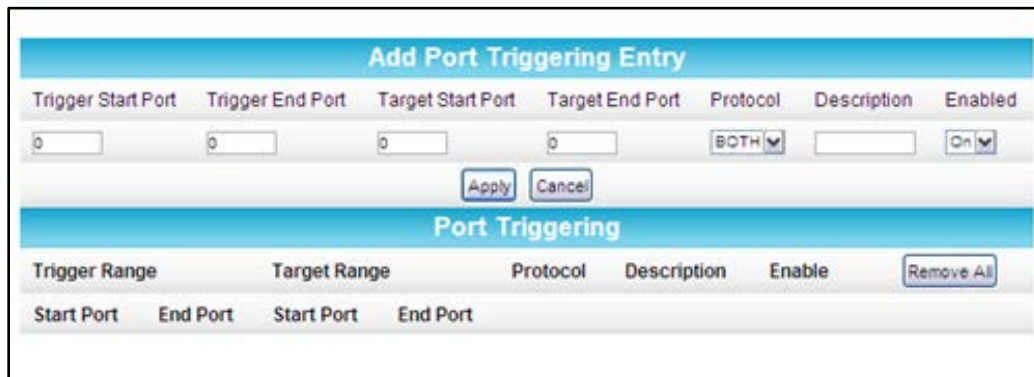 Add Port Triggering Entry
Trigger Start Port Trigger End Port Target Start Port Target End Port Protocol Description Enabled
0 0 0 0 BOTH On
Apply Cancel
Port Triggering
Trigger Range Target Range Protocol Description Enable Remove All
Start Port End Port Start Port End Port